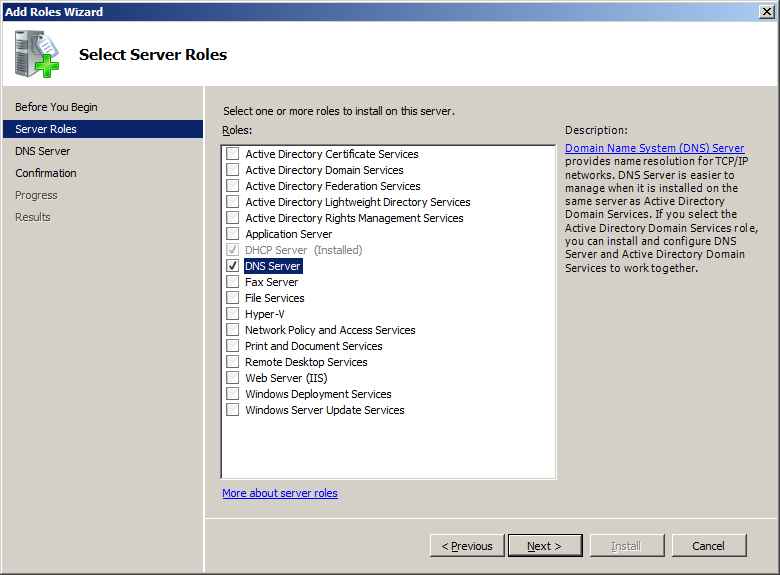 Add Roles Wizard
Select Server Roles
Before You Begin
Server Roles
DNS Server
Confirmation
Progress
Results
Select one or more roles to install on this server.
Roles:
Active Directory Certificate Services
Active Directory Domain Services
Active Directory Federation Services
Active Directory Lightweight Directory Services
Active Directory Rights Management Services
Application Server
DHCP Server (Installed)
DNS Server
Fax Server
File Services
Hyper-V
Network Policy and Access Services
Print and Document Services
Remote Desktop Services
Web Server (IIS)
Windows Deployment Services
Windows Server Update Services
More about server roles
Description:
Domain Name System (DNS) Server
provides name resolution for TCP/IP
networks. DNS Server is easier to
manage when it is installed on the
same server as Active Directory
Domain Services. If you select the
Active Directory Domain Services role,
you can install and configure DNS
Server and Active Directory Domain
Services to work together.
< Previous
Next >
Install
Cancel